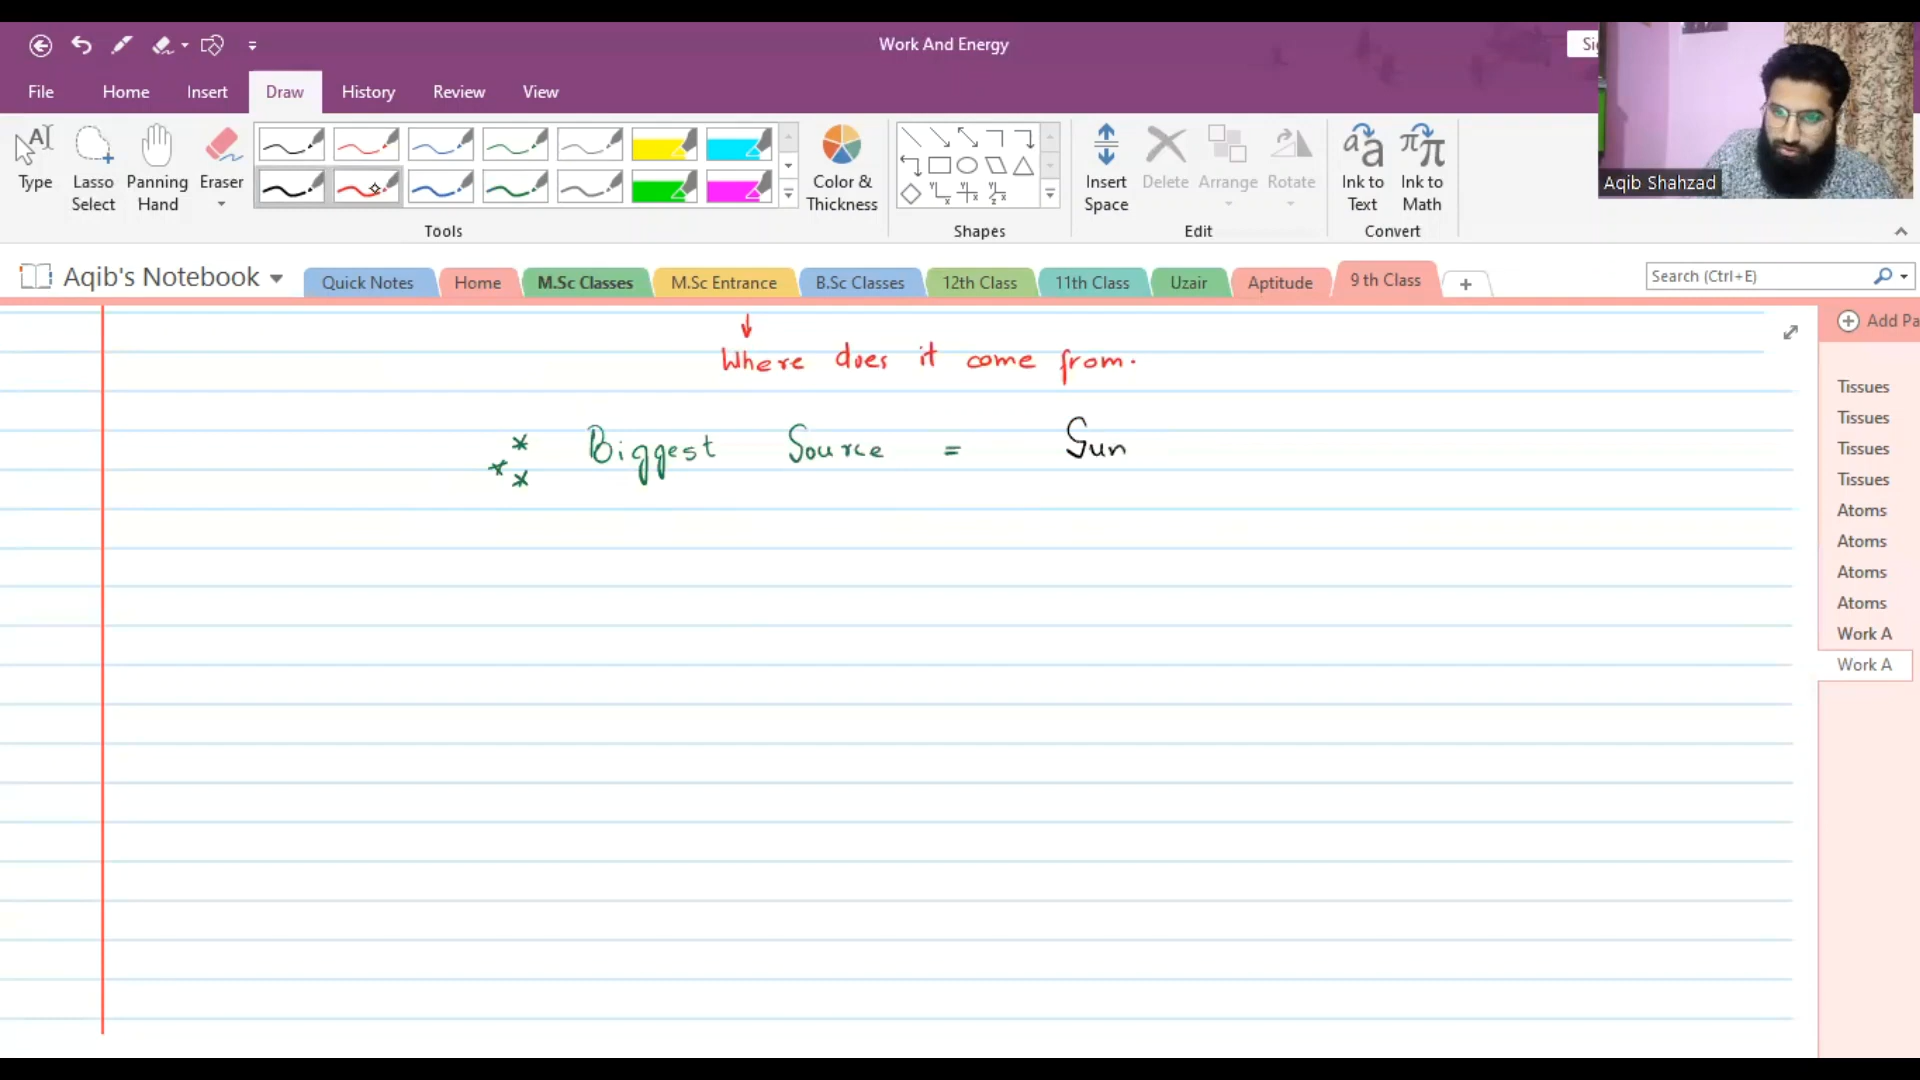 Work And Energy
Si
File Home Insert Draw History Review View
Type
Lasso Select
Panning Hand
Eraser
Color & Thickness
Insert Space
Delete
Arrange
Rotate
Ink to Text
Ink to Math
Tools Shapes Edit Convert
Aqib Shahzad
Aqib's Notebook Quick Notes Home M.Sc Classes M.Sc Entrance B.Sc Classes 12th Class 11th Class Uzair Aptitude 9 th Class + Search (Ctrl+E)
Add Pa
Where does it come from.
Biggest Source = Sun
Tissues
Tissues
Tissues
Tissues
Atoms
Atoms
Atoms
Atoms
Work A
Work A